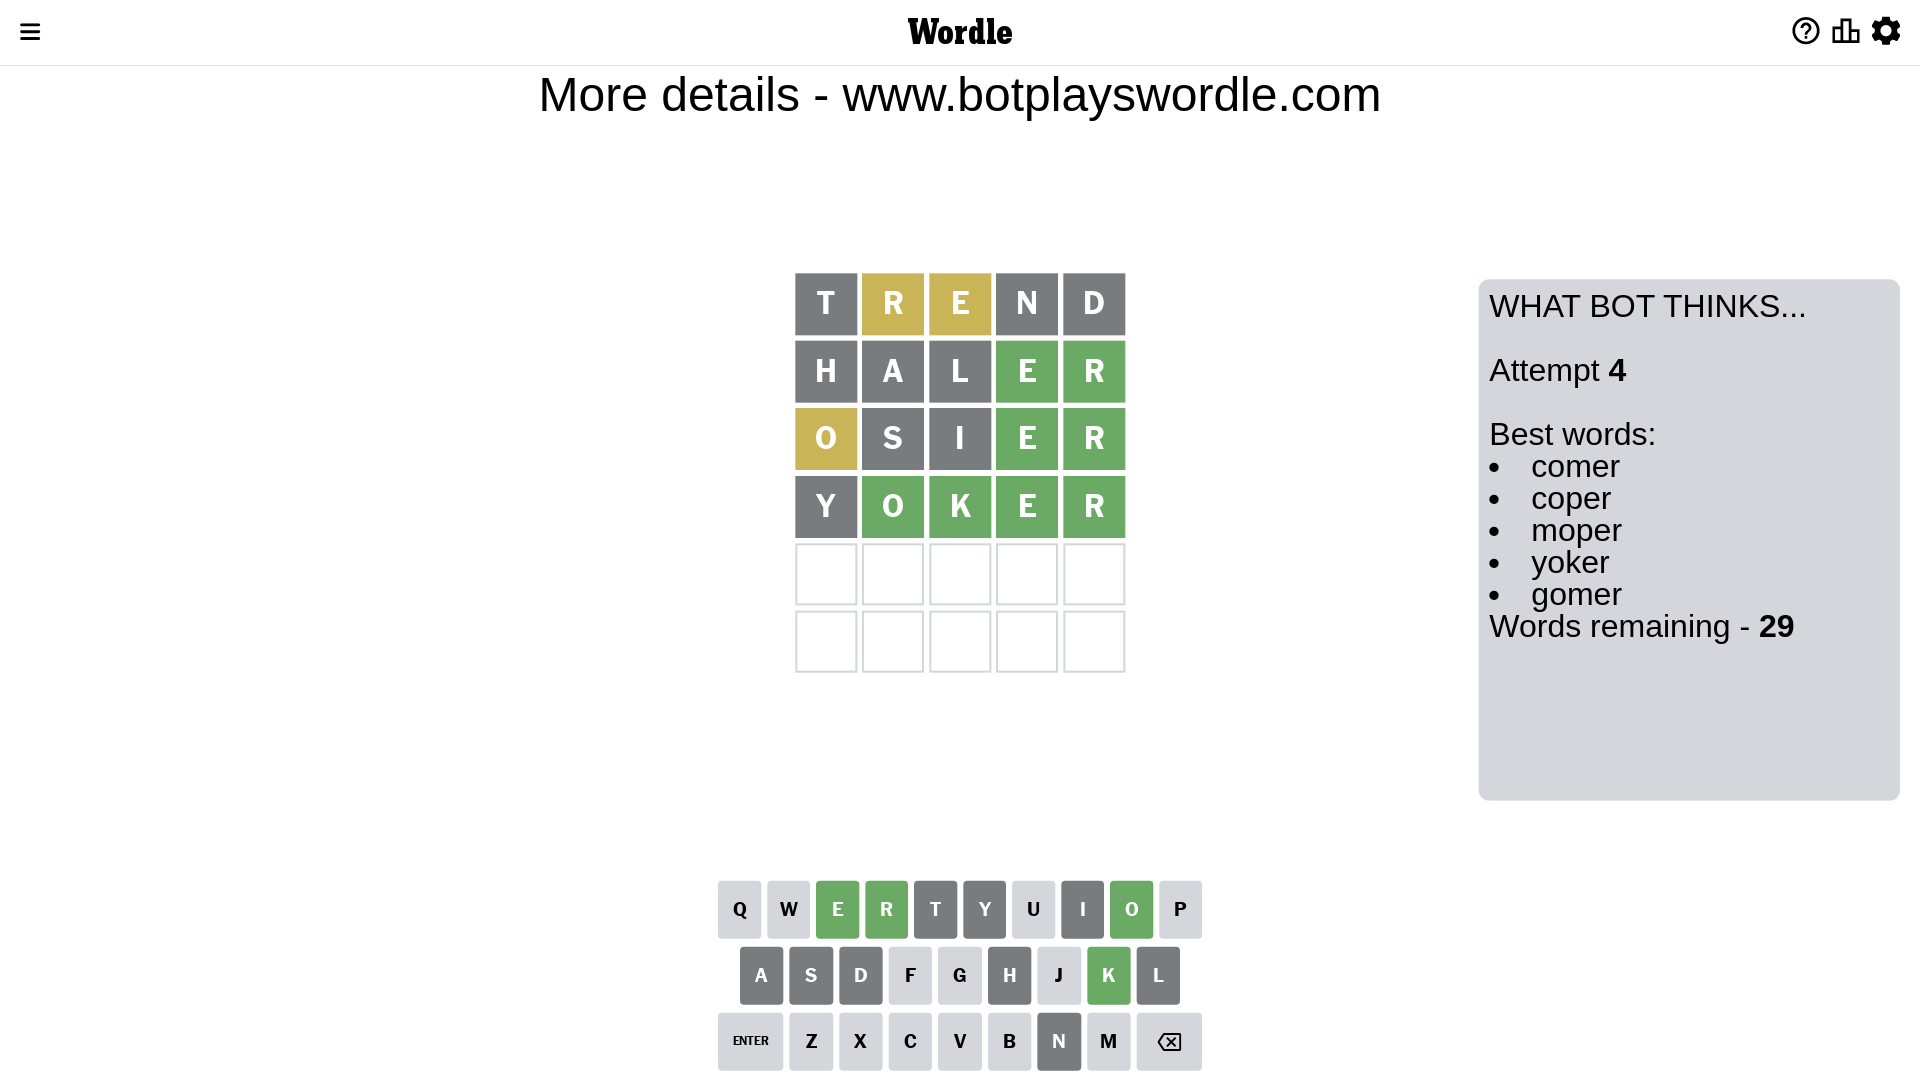 Wordle
More details - www.botplayswordle.com
T R E N D
H A L E R
O S I E R
Y O K E R
WHAT BOT THINKS...
Attempt 4
Best words:
• comer
• coper
• moper
• yoker
• gomer
Words remaining - 29
Q W E R T Y U I O P
A S D F G H J K L
ENTER Z X C V B N M